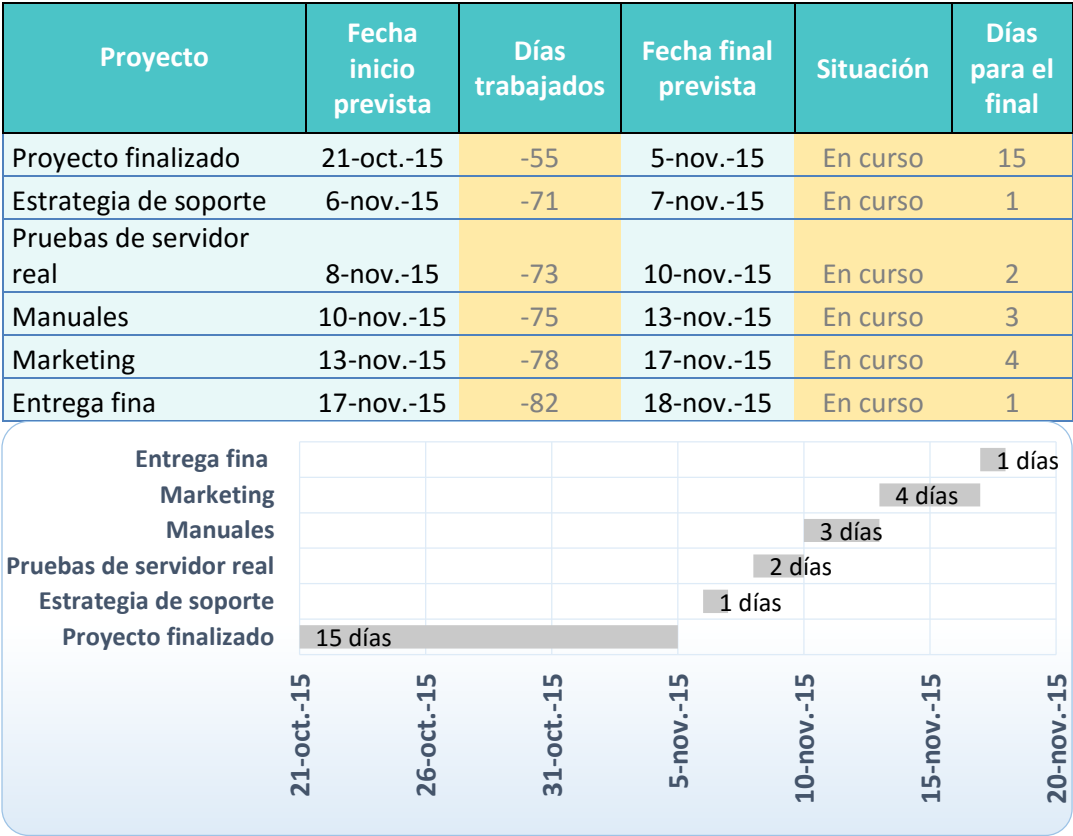 Proyecto Fecha inicio prevista Días trabajados Fecha final prevista Situación Días para el final
Proyecto finalizado 21-oct.-15 -55 5-nov.-15 En curso 15
Estrategia de soporte 6-nov.-15 -71 7-nov.-15 En curso 1
Pruebas de servidor
real 8-nov.-15 -73 10-nov.-15 En curso 2
Manuales 10-nov.-15 -75 13-nov.-15 En curso 3
Marketing 13-nov.-15 -78 17-nov.-15 En curso 4
Entrega fina 17-nov.-15 -82 18-nov.-15 En curso 1
Entrega fina 1 días
Marketing 4 días
Manuales 3 días
Pruebas de servidor real 2 días
Estrategia de soporte 1 días
Proyecto finalizado 15 días
21-oct.-15 26-oct.-15 31-oct.-15 5-nov.-15 10-nov.-15 15-nov.-15 20-nov.-15